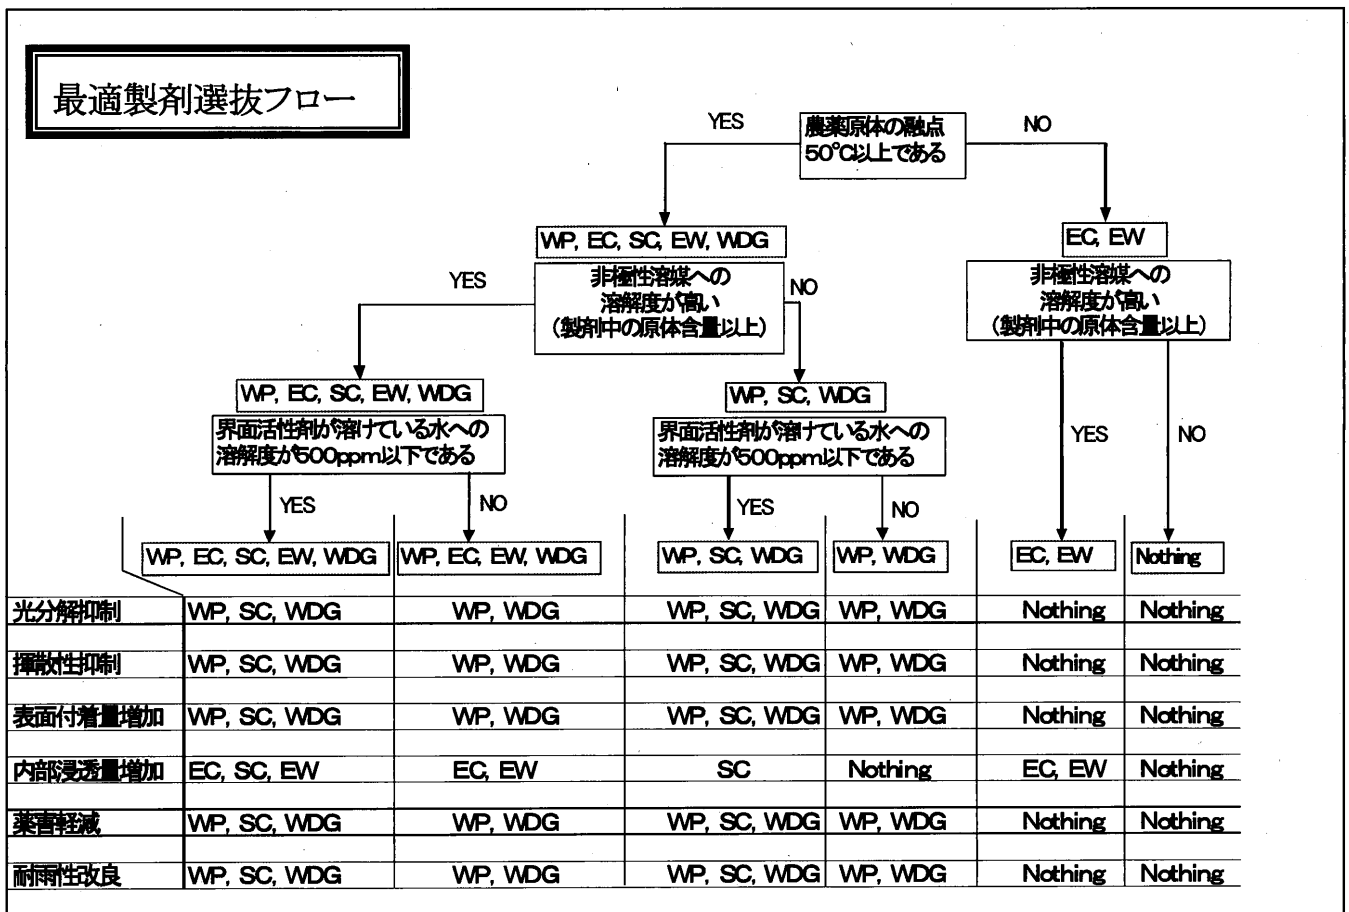 最適製剤選抜フロー
YES
農薬原体の融点
50°C以上である
NO
WP, EC, SC, EW, WDG
EC, EW
YES
非極性溶媒への
溶解度が高い
（製剤中の原体含量以上）
NO
非極性溶媒への
溶解度が高い
（製剤中の原体含量以上）
WP, EC, SC, EW, WDG
WP, SC, WDG
界面活性剤が溶けている水への
溶解度が500ppm以下である
界面活性剤が溶けている水への
溶解度が500ppm以下である
YES
NO
YES
NO
YES
NO
WP, EC, SC, EW, WDG
WP, EC, EW, WDG
WP, SC, WDG
WP, WDG
EC, EW
Nothing
光分解抑制 WP, SC, WDG WP, WDG WP, SC, WDG WP, WDG Nothing Nothing
揮散性抑制 WP, SC, WDG WP, WDG WP, SC, WDG WP, WDG Nothing Nothing
表面付着量増加 WP, SC, WDG WP, WDG WP, SC, WDG WP, WDG Nothing Nothing
内部浸透量増加 EC, SC, EW EC, EW SC Nothing EC, EW Nothing
薬害軽減 WP, SC, WDG WP, WDG WP, SC, WDG WP, WDG Nothing Nothing
耐雨性改良 WP, SC, WDG WP, WDG WP, SC, WDG WP, WDG Nothing Nothing